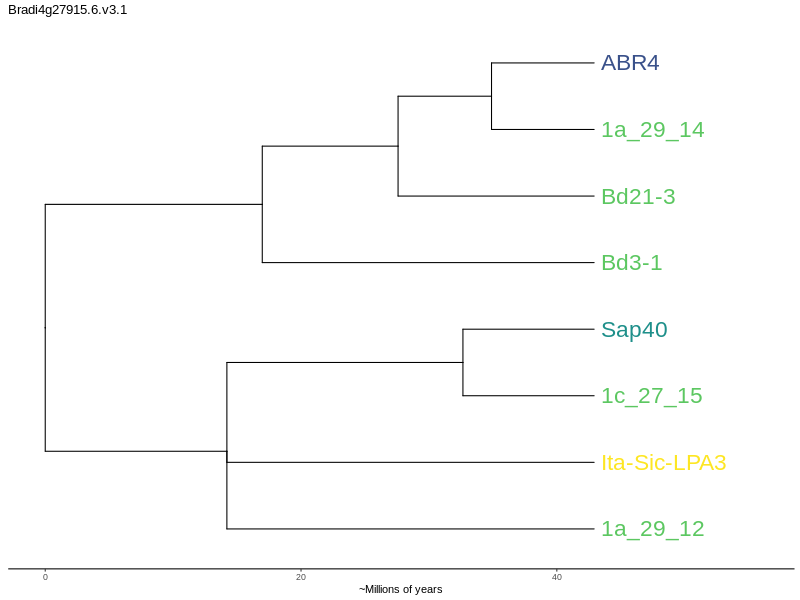 Bradi4g27915.6.v3.1
ABR4
1a_29_14
Bd21-3
Bd3-1
Sap40
1c_27_15
Ita-Sic-LPA3
1a_29_12
0 20 40
~Millions of years